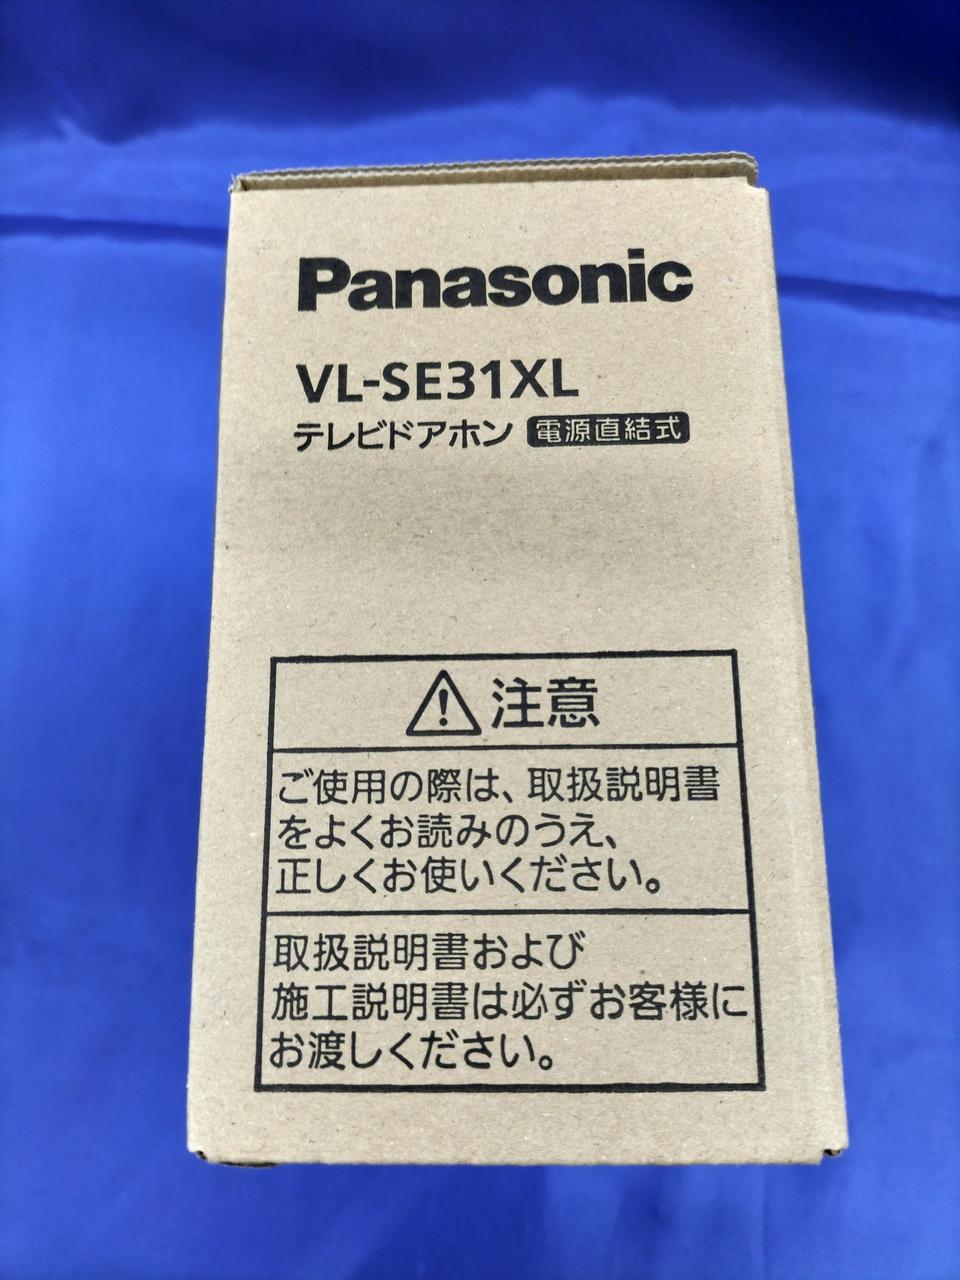 Panasonic
VL-SE31XL
テレビドアホン 電源直結式
注意
ご使用の際は、取扱説明書
をよくお読みのうえ、
正しくお使いください。
取扱説明書および
施工説明書は必ずお客様に
お渡しください。